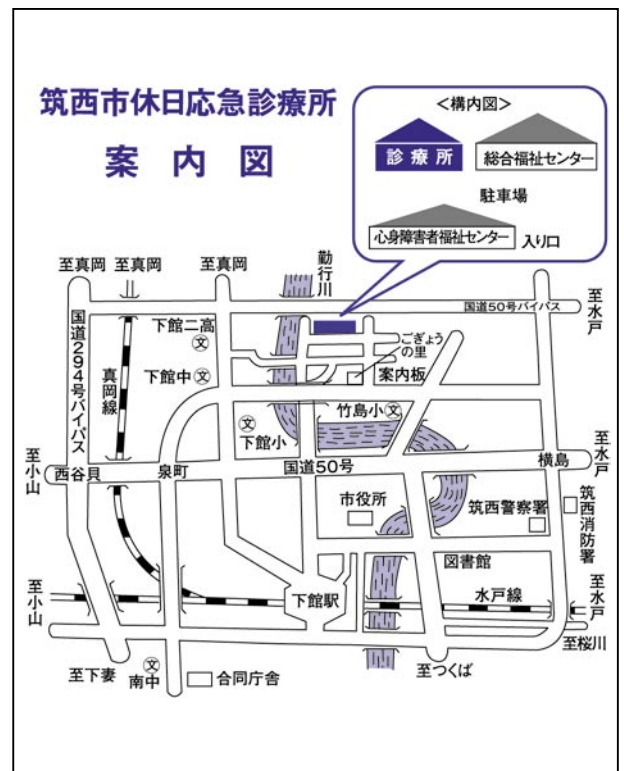 筑西市休日応急診療所
案内図
<構内図>
診療所
総合福祉センター
駐車場
心身障害者福祉センター
入り口
至真岡
至真岡
至真岡
勤行川
国道50号バイパス
至水戸
国道294号バイパス
真岡線
下館二高
文
下館中
文
ごぎょうの里
案内板
文
下館小
竹島小
文
至小山
西谷貝
泉町
国道50号
横島
至水戸
市役所
筑西警察署
筑西消防署
図書館
至小山
下館駅
水戸線
至水戸
至桜川
至下妻
文
南中
合同庁舎
至つくば